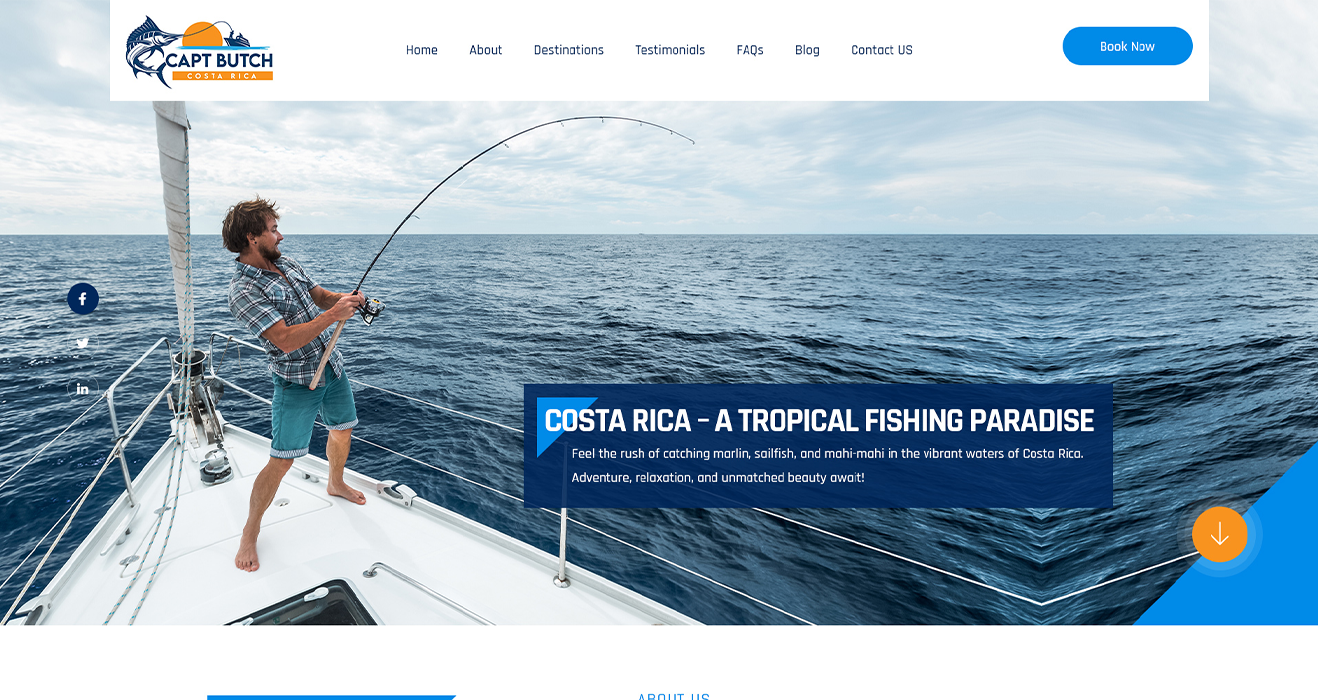 CAPT BUTCH
COSTA RICA
Home
About
Destinations
Testimonials
FAQs
Blog
Contact US
Book Now
COSTA RICA – A TROPICAL FISHING PARADISE
Feel the rush of catching marlin, sailfish, and mahi-mahi in the vibrant waters of Costa Rica.
Adventure, relaxation, and unmatched beauty await!
ABOUT US